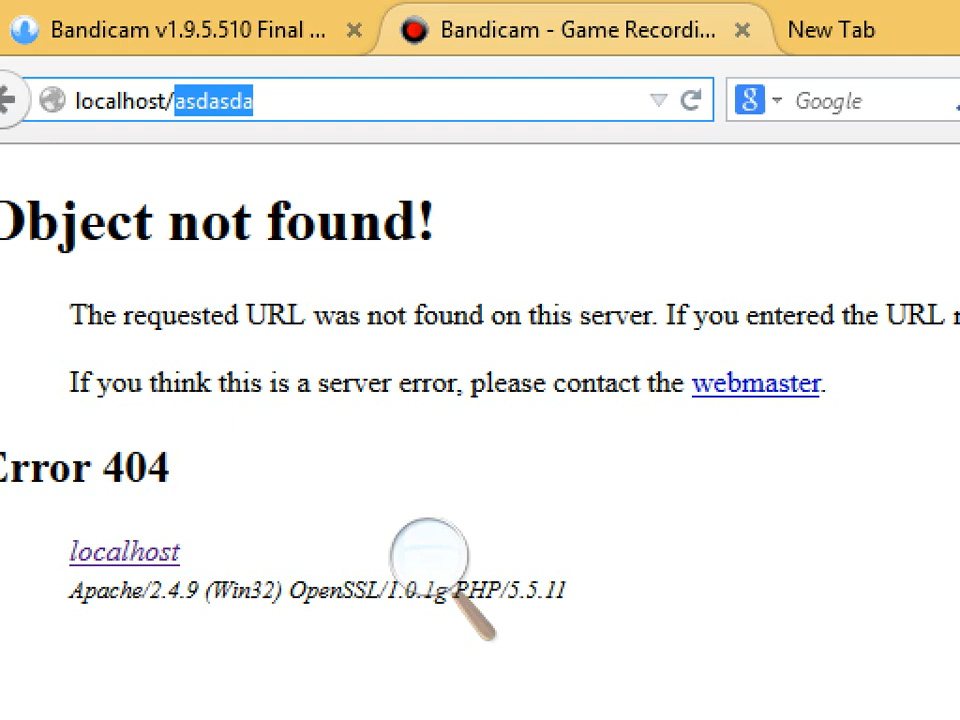 Bandicam v1.9.5.510 Final ...
Bandicam - Game Recordi...
New Tab
localhost/asdasda
Google
Object not found!
The requested URL was not found on this server. If you entered the URL
If you think this is a server error, please contact the webmaster.
Error 404
localhost
Apache/2.4.9 (Win32) OpenSSL/1.0.1g PHP/5.5.11